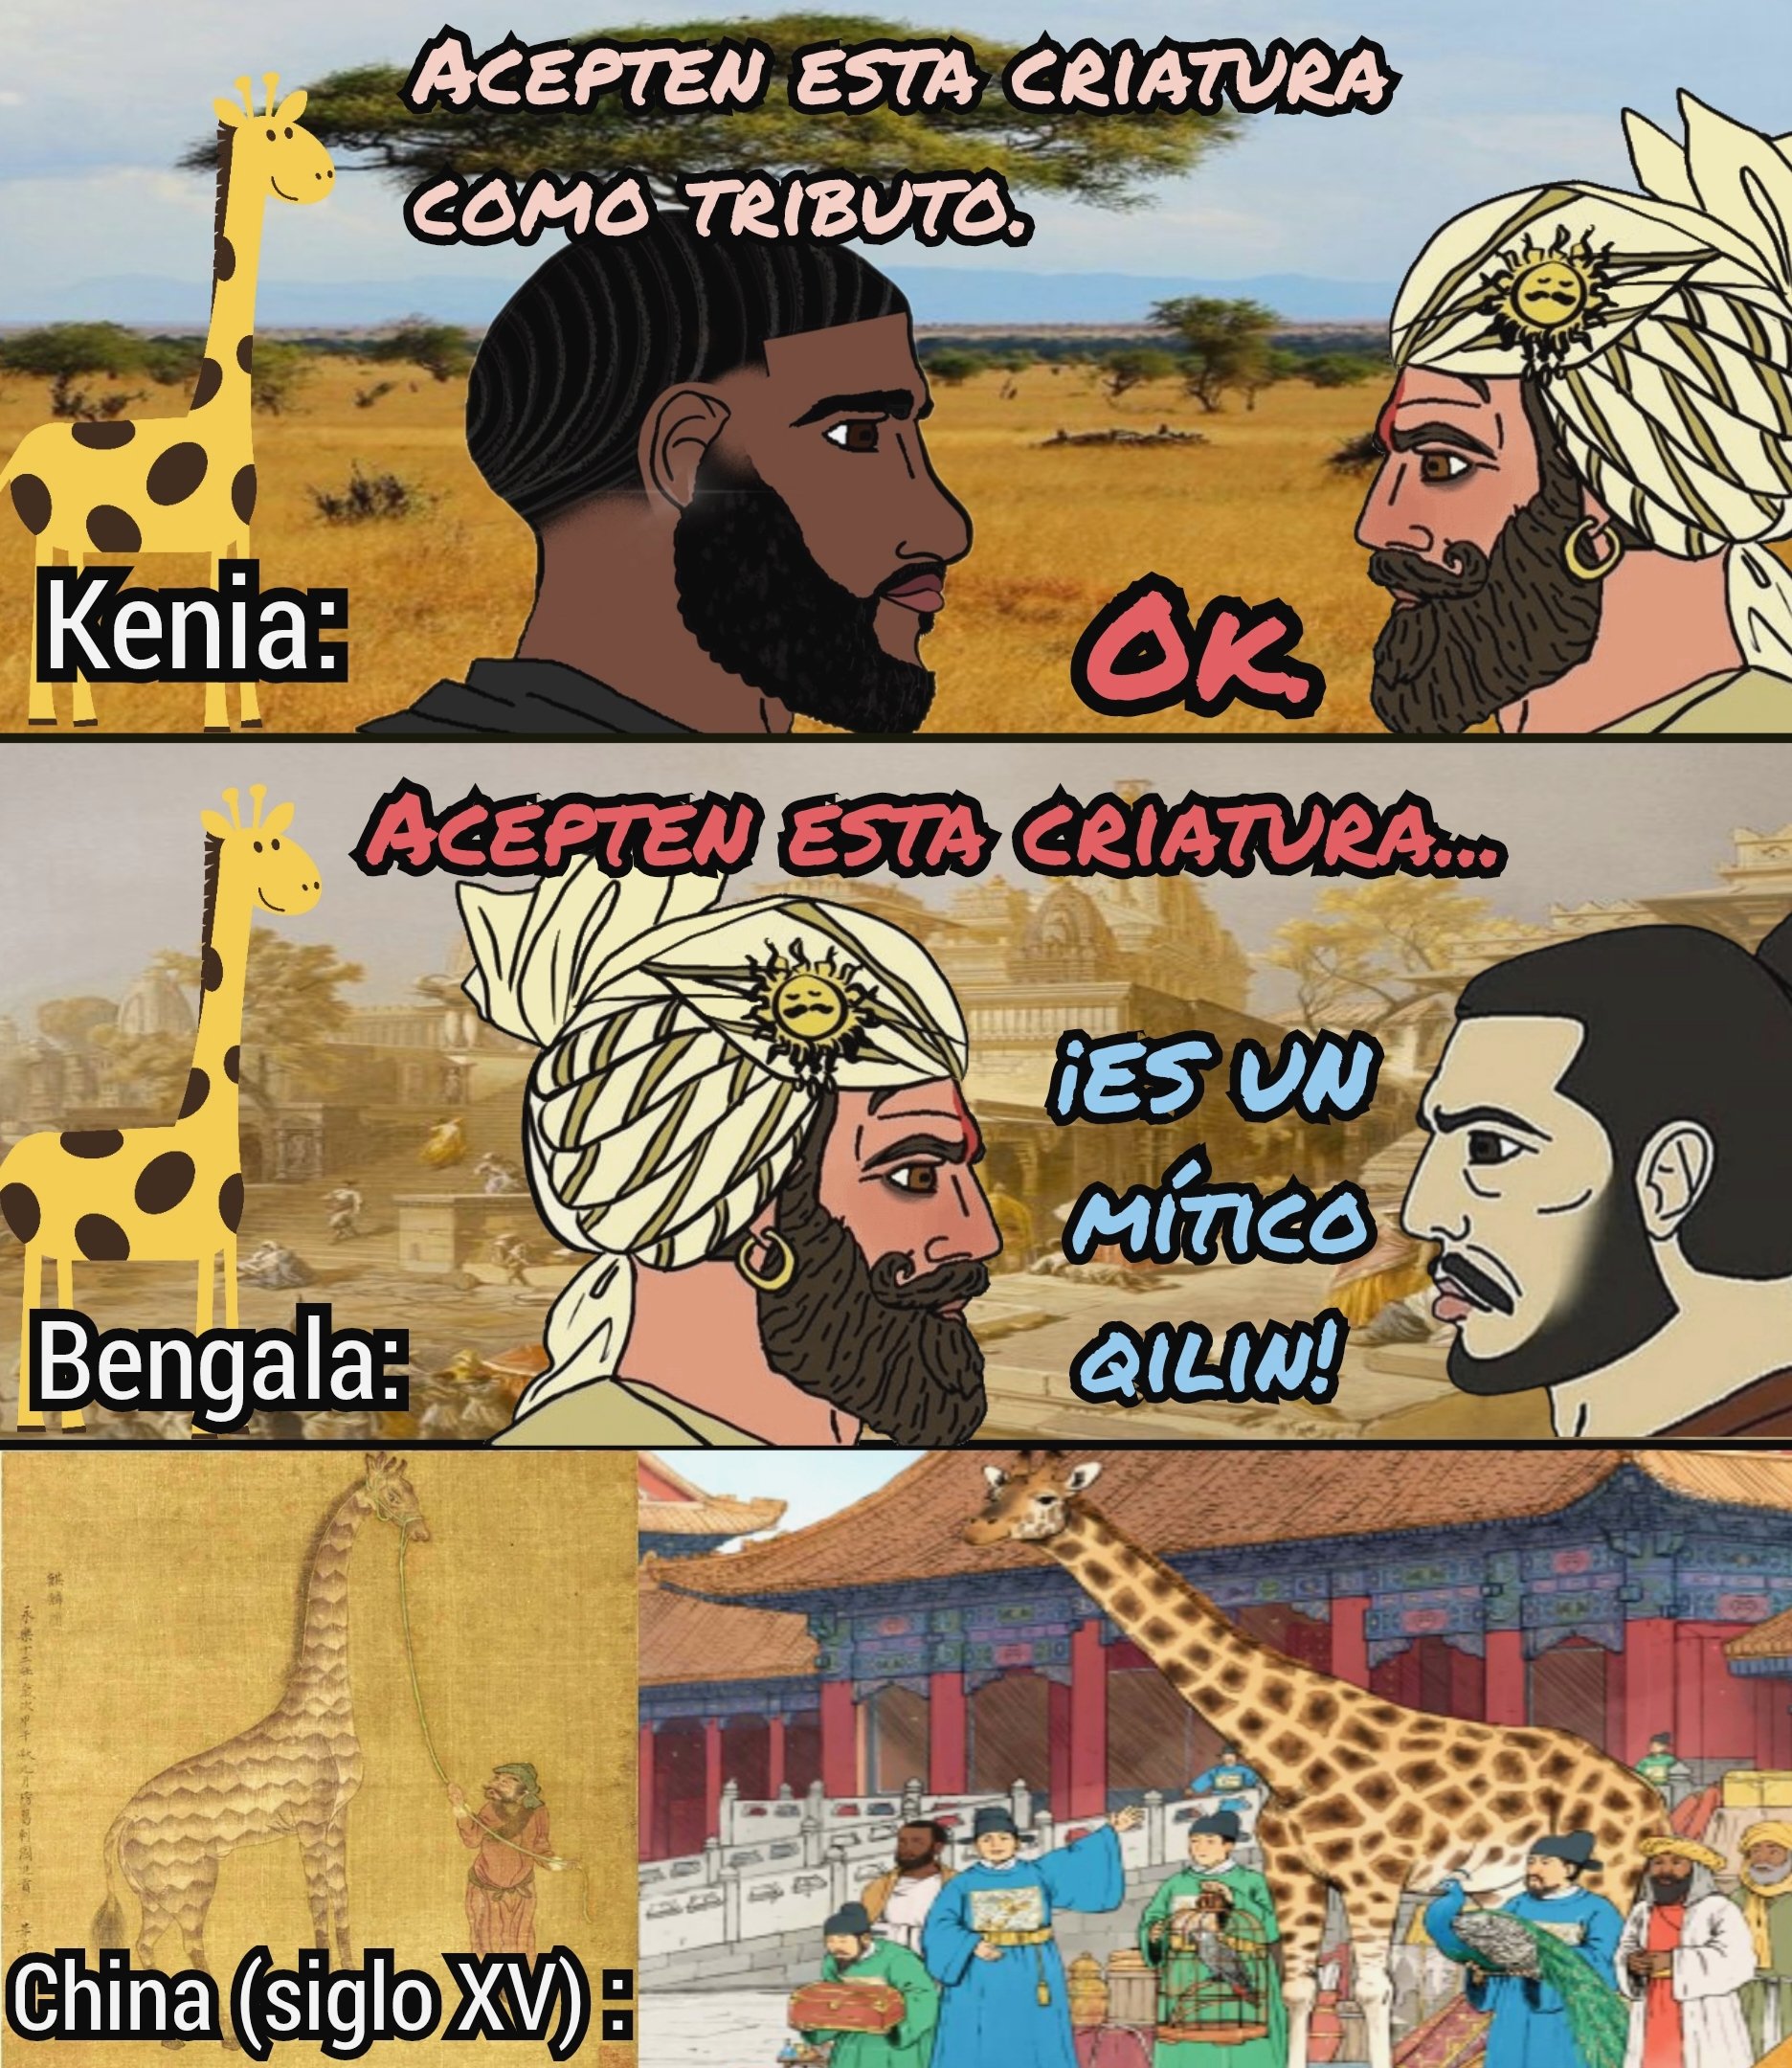 Acepten esta criatura
como tributo.
Kenia:
Ok.
Acepten esta criatura...
¡Es un
mítico
qilin!
Bengala:
China (siglo XV) :